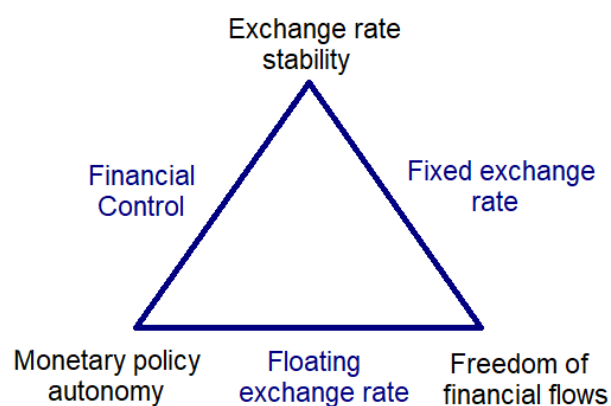 Exchange rate
stability
Financial
Control
Fixed exchange
rate
Monetary policy
autonomy
Floating
exchange rate
Freedom of
financial flows